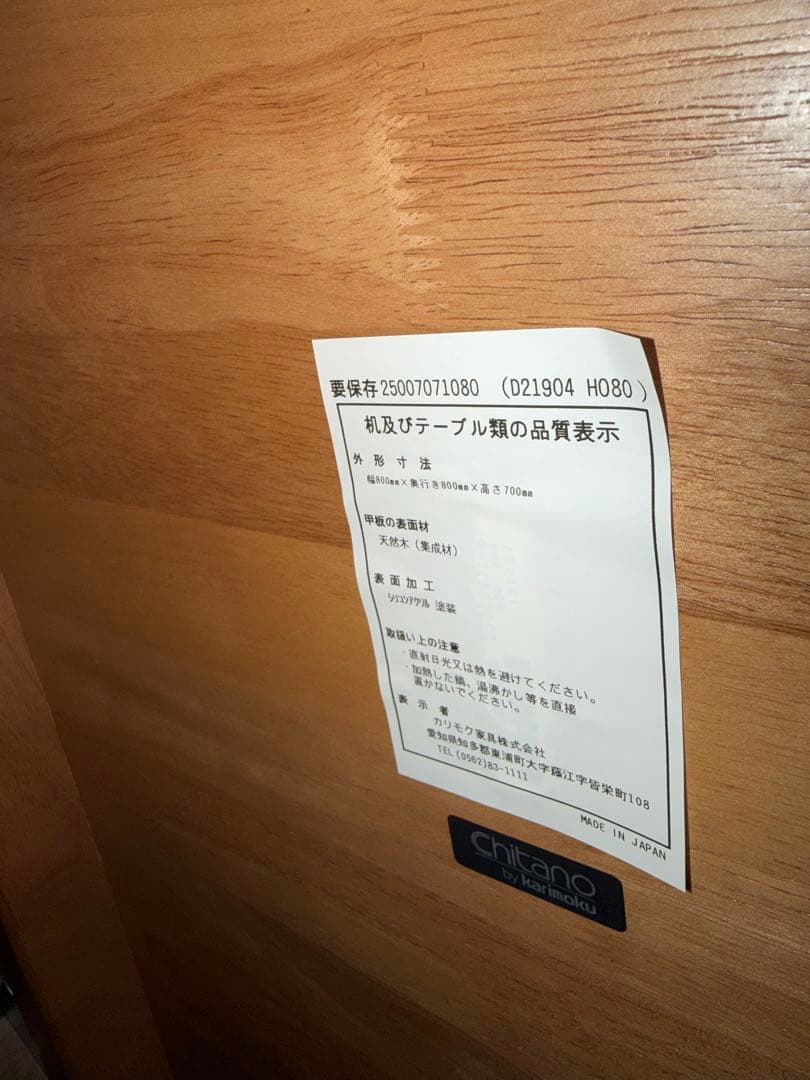 要保存25007071080 (D21904 H080)
机及びテーブル類の品質表示
外形寸法
幅800mm×奥行き800mm×高さ700mm
甲板の表面材
天然木(集成材)
表面加工
シリコンアクリル 塗装
取扱い上の注意
・直射日光又は熱を避けてください。
・加熱した鍋、湯沸かし等を直接
置かないでください。
表示者
カリモク家具株式会社
愛知県知多郡東浦町大字藤江字皆栄町108
TEL(0562)83-1111
MADE IN JAPAN
Chitano
by karimoku